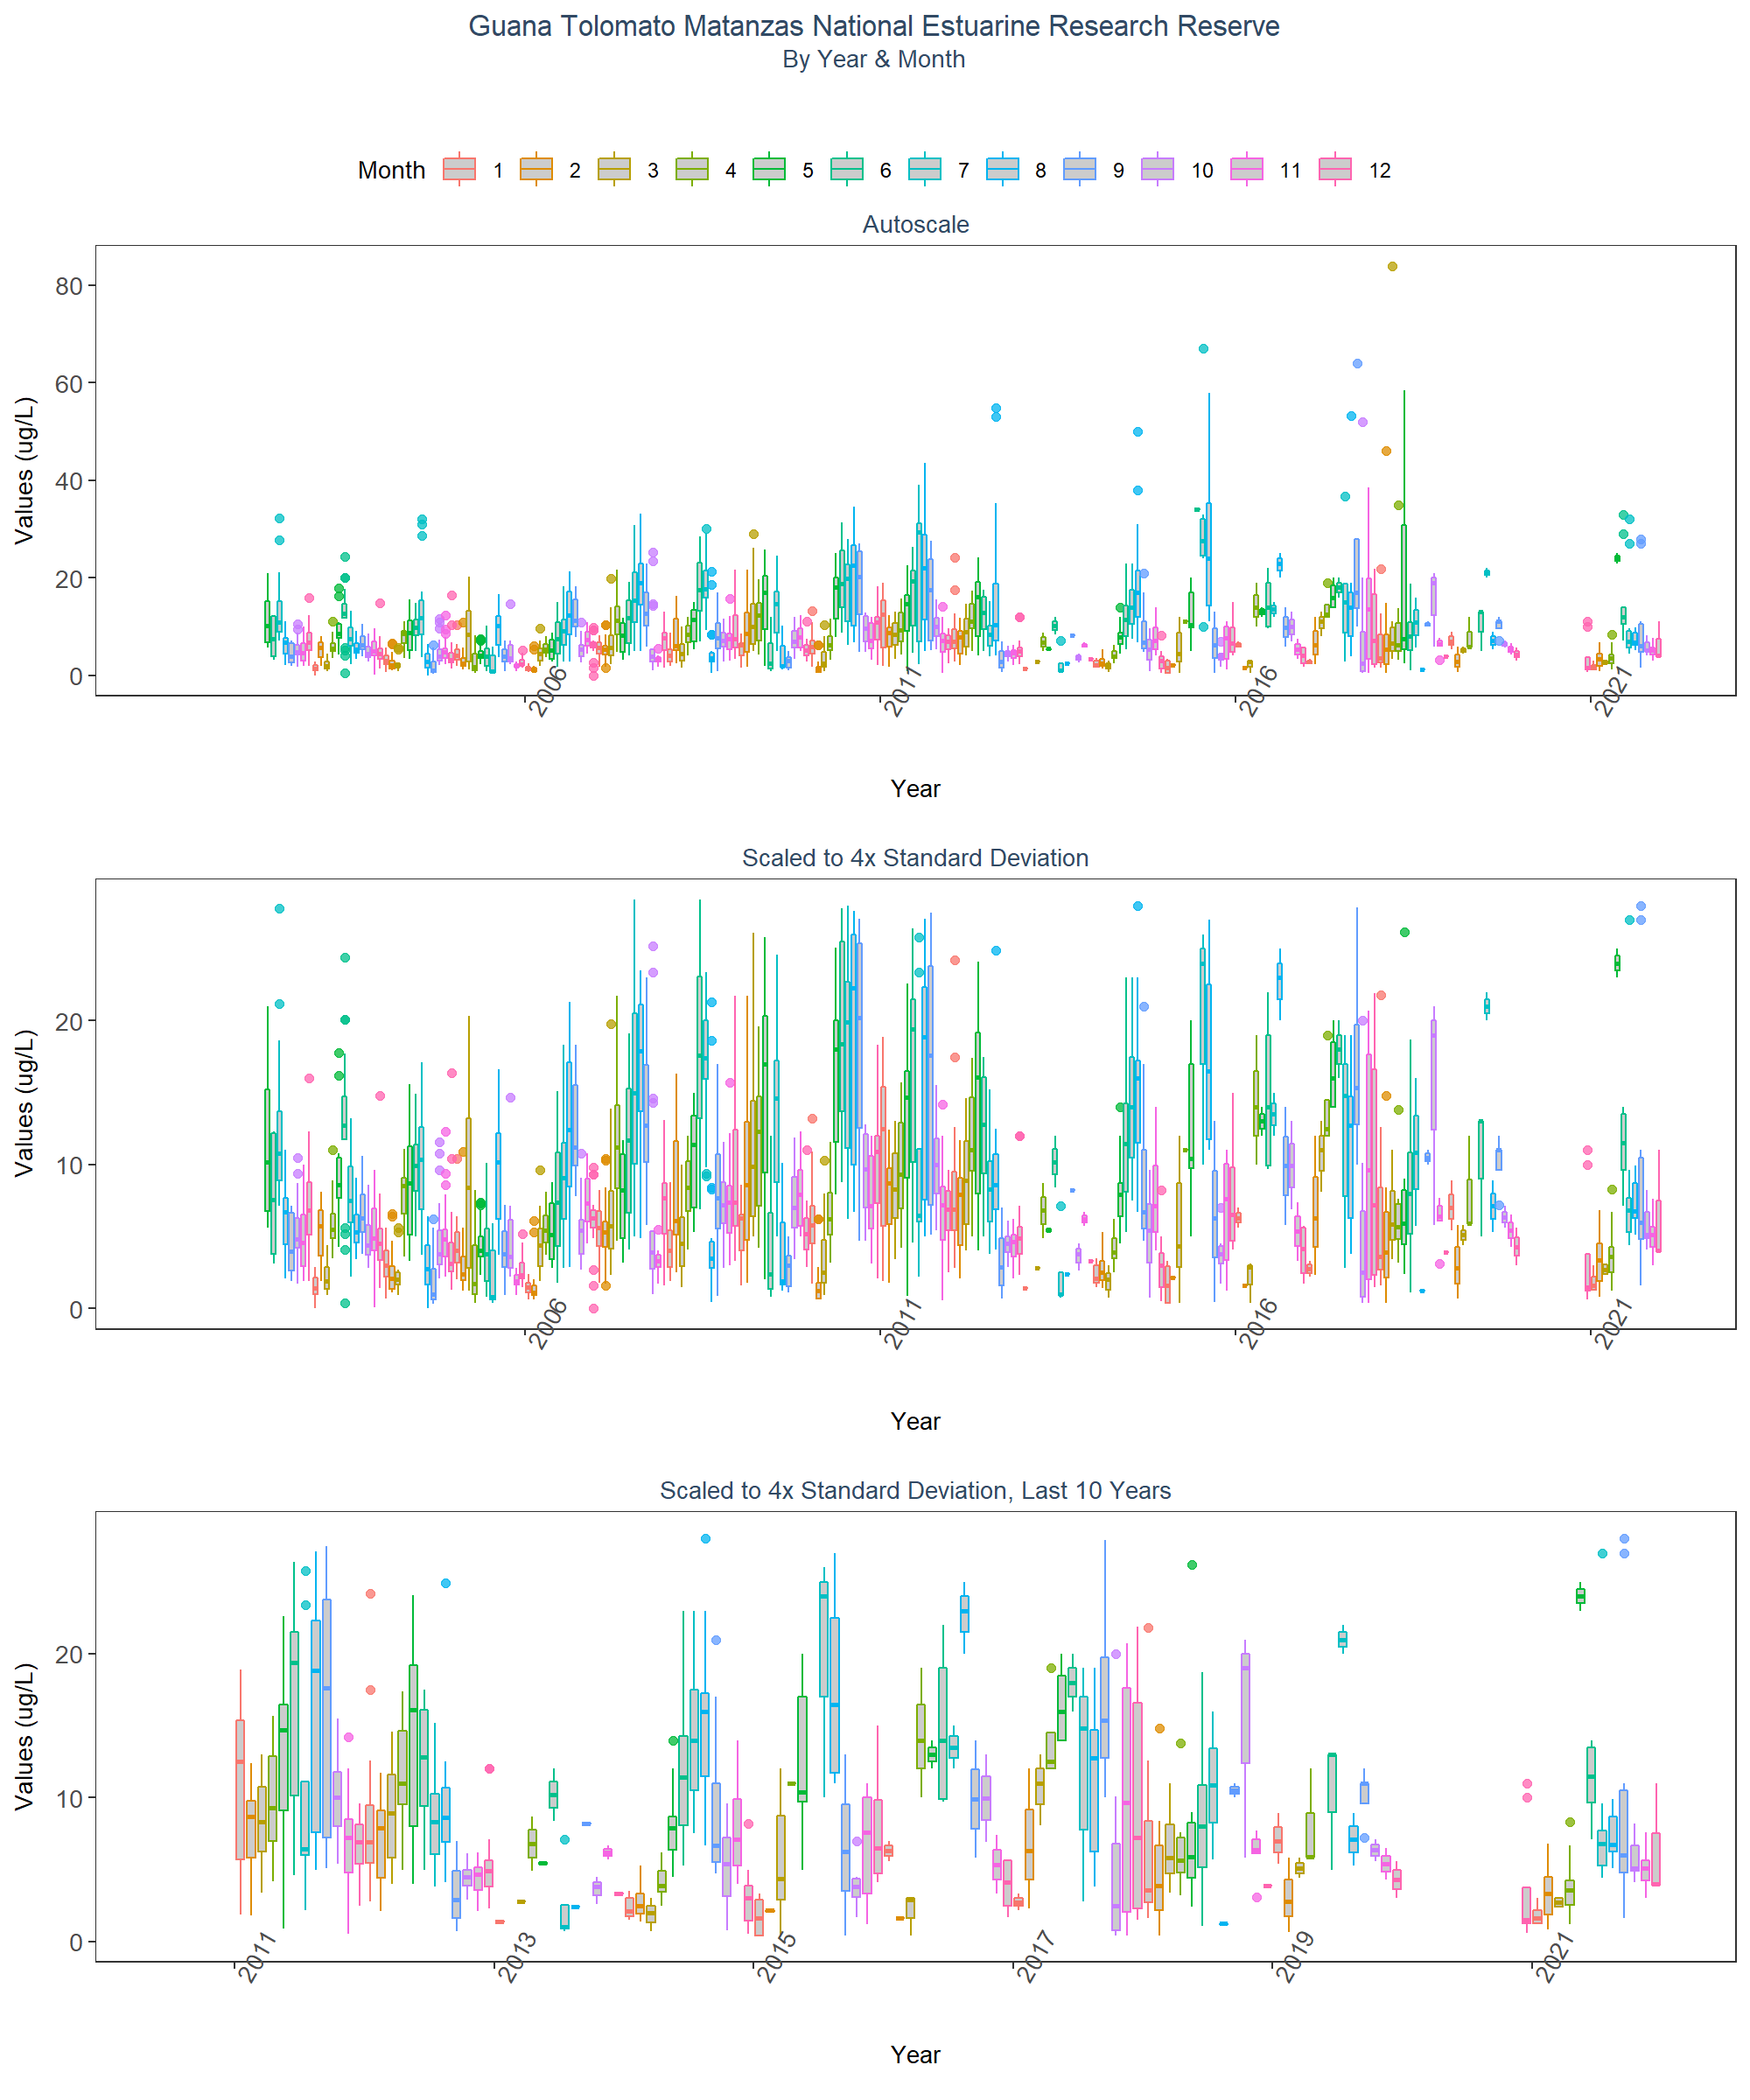 Guana Tolomato Matanzas National Estuarine Research Reserve
By Year & Month
Month 1 2 3 4 5 6 7 8 9 10 11 12
Autoscale
Values (ug/L)
80
60
40
20
0
2006 2011 2016 2021
Year
Scaled to 4x Standard Deviation
Values (ug/L)
20
10
0
2006 2011 2016 2021
Year
Scaled to 4x Standard Deviation, Last 10 Years
Values (ug/L)
20
10
0
2011 2013 2015 2017 2019 2021
Year